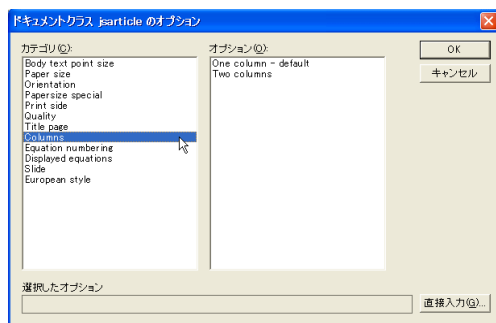 ドキュメントクラス jsarticle のオプション
カテゴリ(C):
Body text point size
Paper size
Orientation
Papersize special
Print side
Quality
Title page
Columns
Equation numbering
Displayed equations
Slide
European style
オプション(O):
One column - default
Two columns
OK
キャンセル
選択したオプション
直接入力(G)...